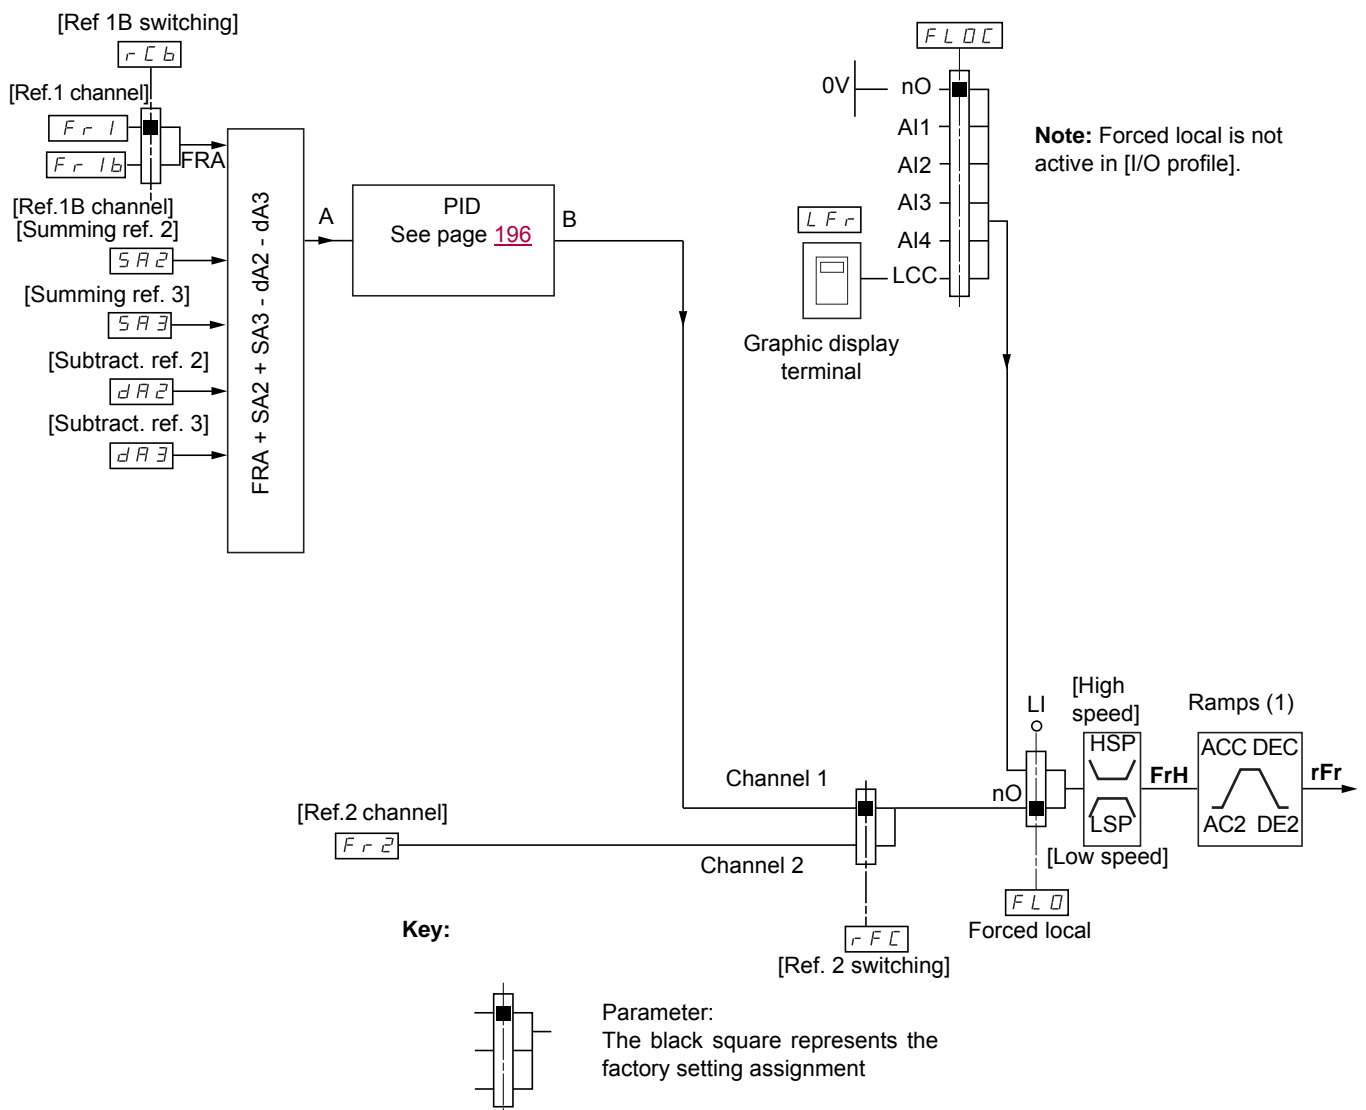 [Ref 1B switching]
rCb
[Ref.1 channel]
Fr1
Fr1b
FRA
[Ref.1B channel]
[Summing ref. 2]
SA2
[Summing ref. 3]
SA3
[Subtract. ref. 2]
dA2
[Subtract. ref. 3]
dA3
FRA + SA2 + SA3 - dA2 - dA3
A
PID
See page 196
B
FLOC
0V
nO
AI1
AI2
AI3
AI4
LCC
LFr
Graphic display
terminal
Note: Forced local is not
active in [I/O profile].
Channel 1
[Ref.2 channel]
Fr2
Channel 2
rFC
[Ref. 2 switching]
LI
nO
FLO
Forced local
[High
speed]
HSP
LSP
[Low speed]
FrH
Ramps (1)
ACC DEC
AC2 DE2
rFr
Key:
Parameter:
The black square represents the
factory setting assignment